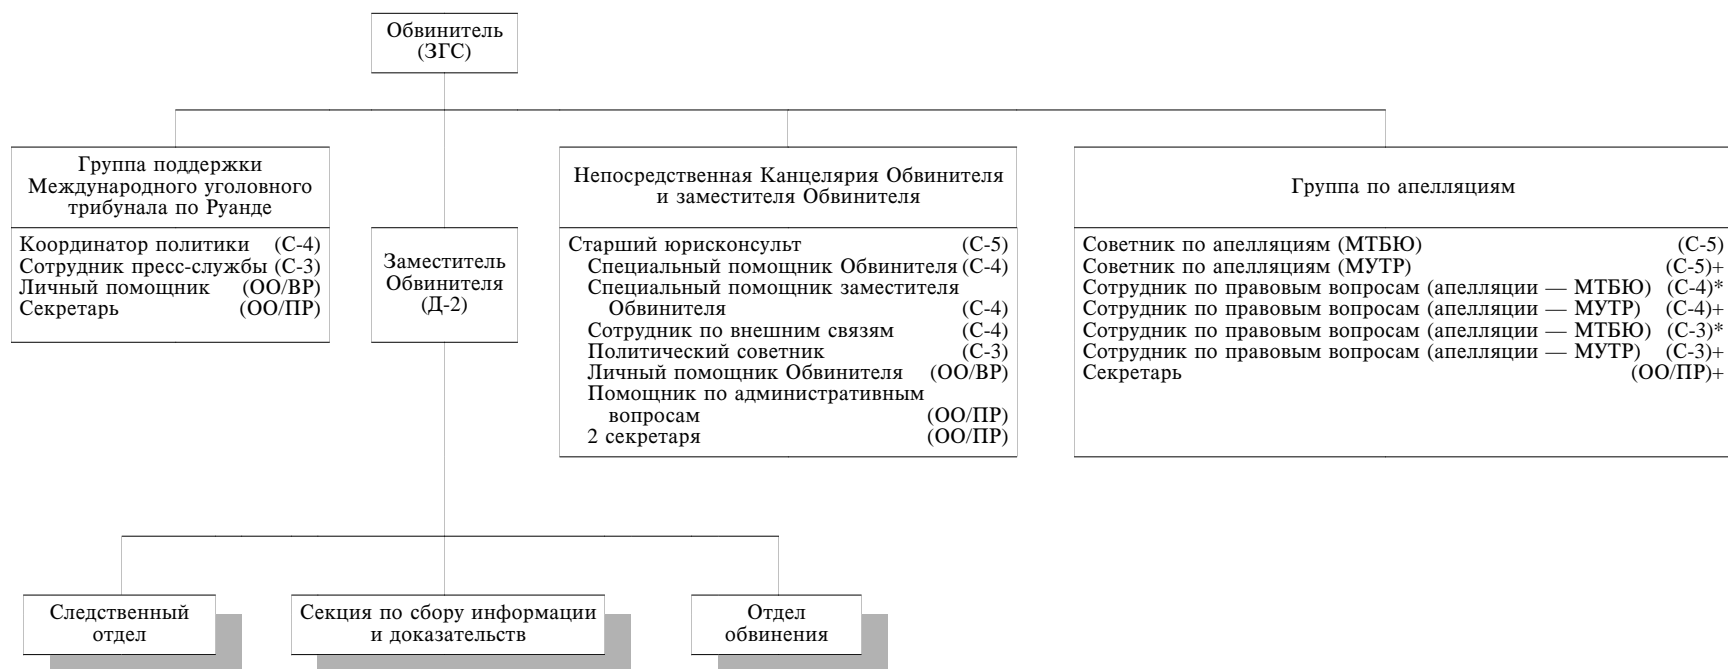 Обвинитель
(ЗГС)
Группа поддержки
Международного уголовного
трибунала по Руанде
Координатор политики (С-4)
Сотрудник пресс-службы (С-3)
Личный помощник (ОО/ВР)
Секретарь (ОО/ПР)
Заместитель
Обвинителя
(Д-2)
Непосредственная Канцелярия Обвинителя
и заместителя Обвинителя
Старший юрисконсульт (С-5)
Специальный помощник Обвинителя (С-4)
Специальный помощник заместителя
Обвинителя (С-4)
Сотрудник по внешним связям (С-4)
Политический советник (С-3)
Личный помощник Обвинителя (ОО/ВР)
Помощник по административным
вопросам (ОО/ПР)
2 секретаря (ОО/ПР)
Группа по апелляциям
Советник по апелляциям (МТБЮ) (С-5)
Советник по апелляциям (МУТР) (С-5)+
Сотрудник по правовым вопросам (апелляции — МТБЮ) (С-4)*
Сотрудник по правовым вопросам (апелляции — МУТР) (С-4)+
Сотрудник по правовым вопросам (апелляции — МТБЮ) (С-3)*
Сотрудник по правовым вопросам (апелляции — МУТР) (С-3)+
Секретарь (ОО/ПР)+
Следственный
отдел
Секция по сбору информации
и доказательств
Отдел
обвинения